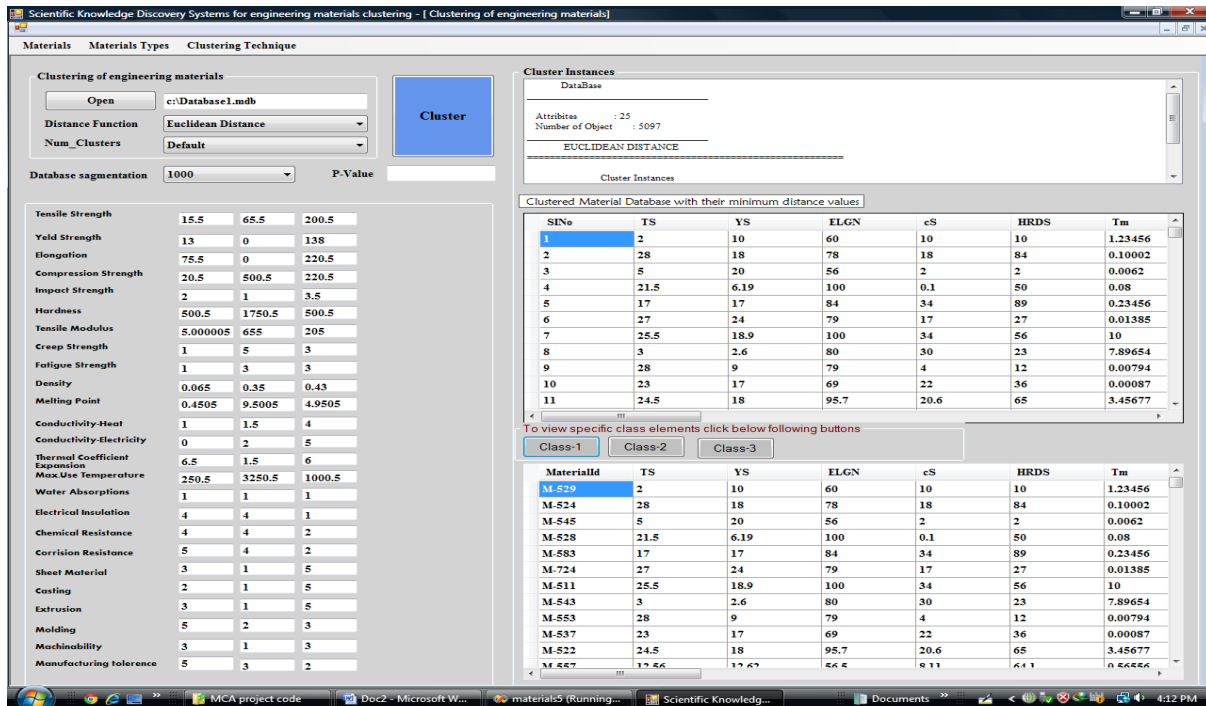 Scientific Knowledge Discovery Systems for engineering materials clustering - [ Clustering of engineering materials]
Materials Materials Types Clustering Technique
Clustering of engineering materials
Open c:\Database1.mdb
Distance Function Euclidean Distance
Num_Clusters Default
Cluster
Database sagmentation 1000 P-Value
Tensile Strength 15.5 65.5 200.5
Yeld Strength 13 0 138
Elongation 75.5 0 220.5
Compression Strength 20.5 500.5 220.5
Impact Strength 2 1 3.5
Hardness 500.5 1750.5 500.5
Tensile Modulus 5.000005 655 205
Creep Strength 1 5 3
Fatigue Strength 1 3 3
Density 0.065 0.35 0.43
Melting Point 0.4505 9.5005 4.9505
Conductivity-Heat 1 1.5 4
Conductivity-Electricity 0 2 5
Thermal Coefficient Expansion 6.5 1.5 6
Max.Use Temperature 250.5 3250.5 1000.5
Water Absorptions 1 1 1
Electrical Insulation 4 4 1
Chemical Resistance 4 4 2
Corrision Resistance 5 4 2
Sheet Material 3 1 5
Casting 2 1 5
Extrusion 3 1 5
Molding 5 2 3
Machinability 3 1 3
Manufacturing tolerence 5 3 2
Cluster Instances
DataBase
Attribites : 25
Number of Object : 5097
EUCLIDEAN DISTANCE
Cluster Instances
Clustered Material Database with their minimum distance values
SlNo TS YS ELGN cS HRDS Tm
1 2 10 60 10 10 1.23456
2 28 18 78 18 84 0.10002
3 5 20 56 2 2 0.0062
4 21.5 6.19 100 0.1 50 0.08
5 17 17 84 34 89 0.23456
6 27 24 79 17 27 0.01385
7 25.5 18.9 100 34 56 10
8 3 2.6 80 30 23 7.89654
9 28 9 79 4 12 0.00794
10 23 17 69 22 36 0.00087
11 24.5 18 95.7 20.6 65 3.45677
To view specific class elements click below following buttons
Class-1 Class-2 Class-3
MaterialId TS YS ELGN cS HRDS Tm
M-529 2 10 60 10 10 1.23456
M-524 28 18 78 18 84 0.10002
M-545 5 20 56 2 2 0.0062
M-528 21.5 6.19 100 0.1 50 0.08
M-583 17 17 84 34 89 0.23456
M-724 27 24 79 17 27 0.01385
M-511 25.5 18.9 100 34 56 10
M-543 3 2.6 80 30 23 7.89654
M-553 28 9 79 4 12 0.00794
M-537 23 17 69 22 36 0.00087
M-522 24.5 18 95.7 20.6 65 3.45677
M-557 12.56 12.62 56.5 8.11 64.1 0.56556
MCA project code Doc2 - Microsoft W... materials5 (Running... Scientific Knowledg... Documents 4:12 PM